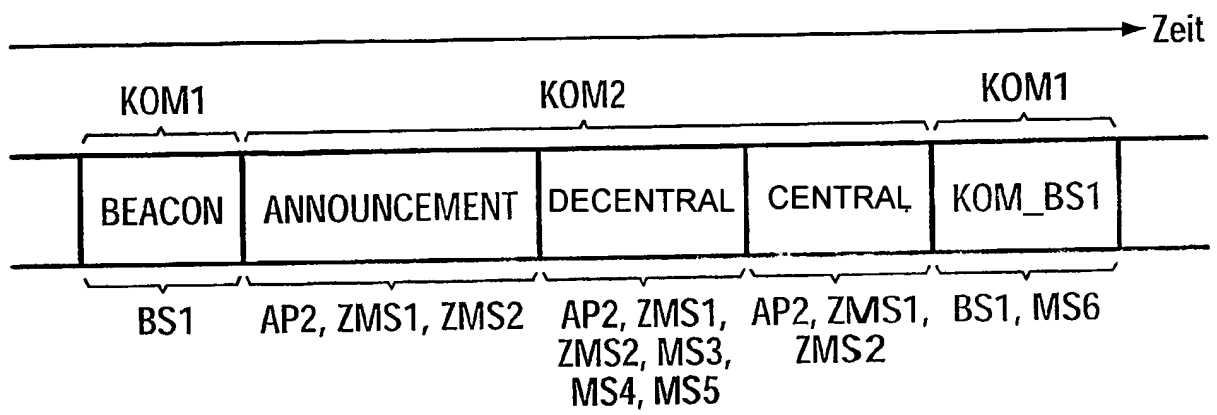 Zeit
KOM1 KOM2 KOM1
BEACON ANNOUNCEMENT DECENTRAL CENTRAL KOM_BS1
BS1 AP2, ZMS1, ZMS2 AP2, ZMS1, AP2, ZMS1, BS1, MS6
ZMS2, MS3, ZMS2
MS4, MS5